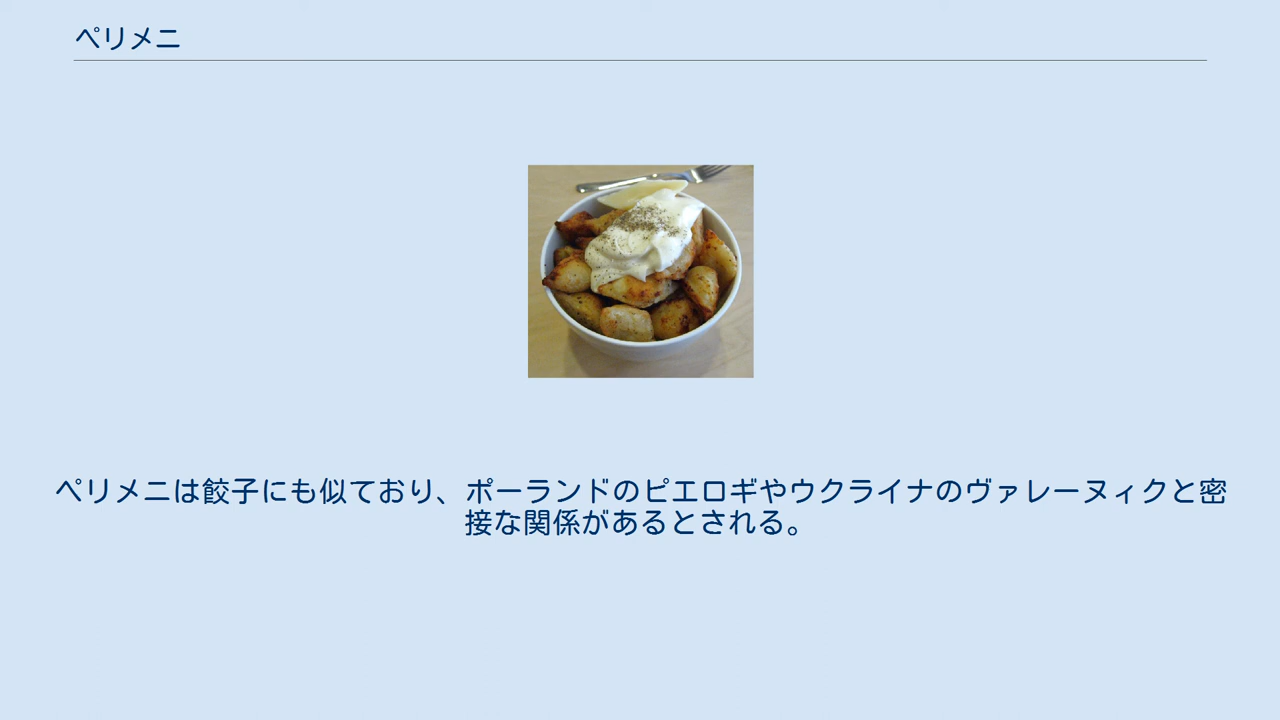 ペリメニ
ペリメニは餃子にも似ており、ポーランドのピエロギやウクライナのヴァレーヌィクと密
接な関係があるとされる。